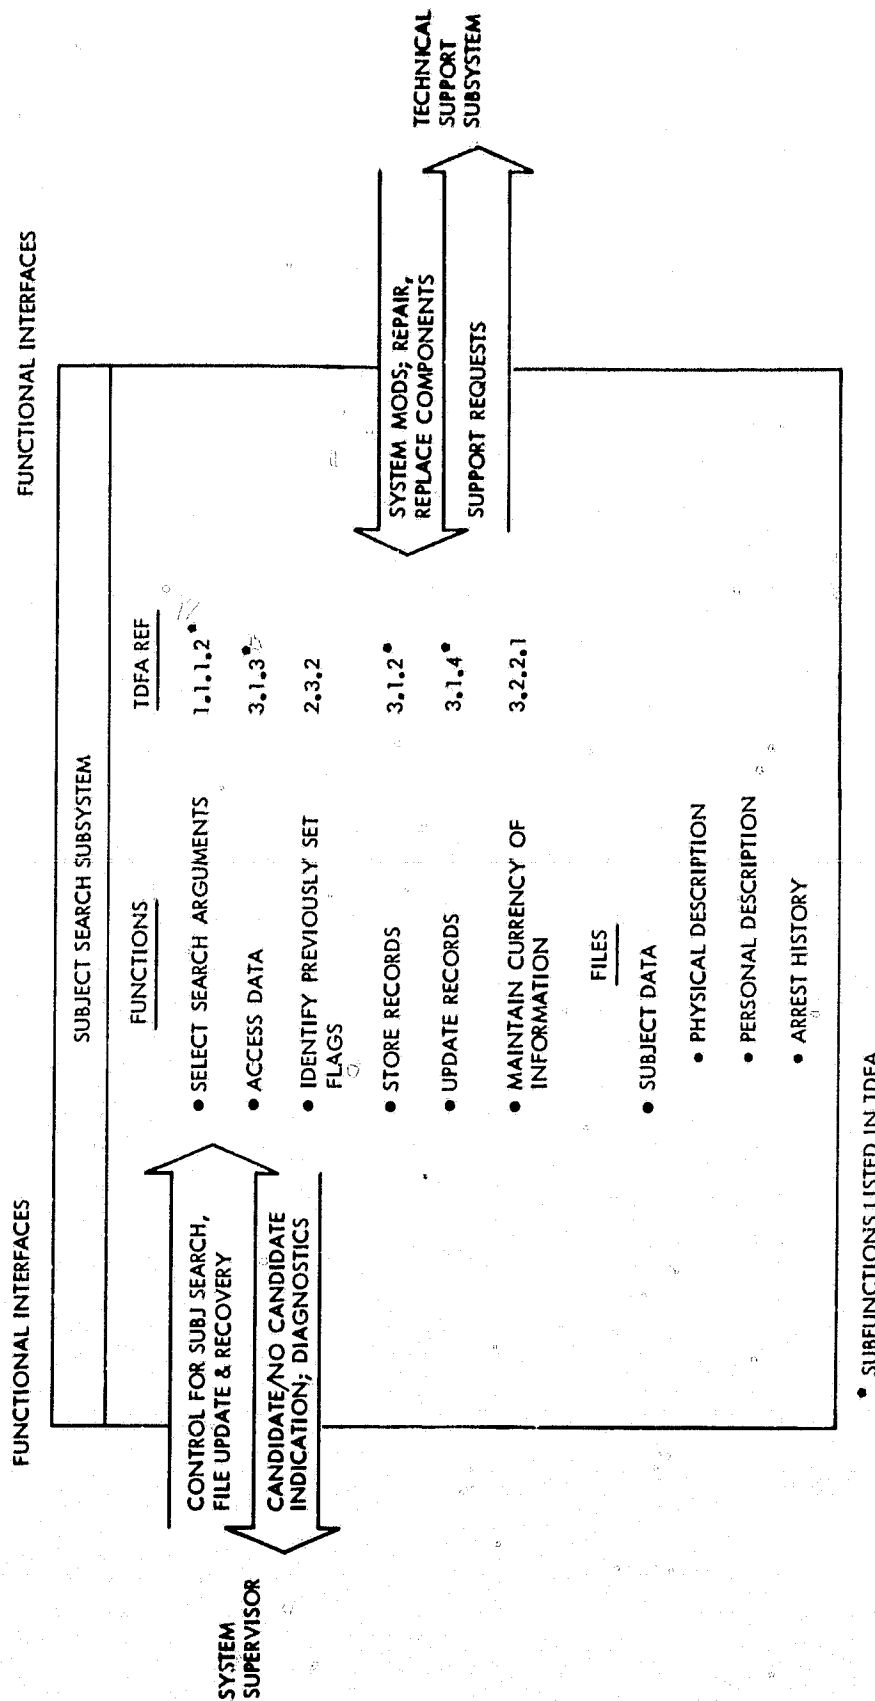 FUNCTIONAL INTERFACES
FUNCTIONAL INTERFACES
SUBJECT SEARCH SUBSYSTEM
FUNCTIONS
TDFA REF
• SELECT SEARCH ARGUMENTS 1.1.1.2*
• ACCESS DATA 3.1.3*
• IDENTIFY PREVIOUSLY SET
FLAGS
2.3.2
• STORE RECORDS 3.1.2*
• UPDATE RECORDS 3.1.4*
• MAINTAIN CURRENCY OF
INFORMATION
3.2.2.1
FILES
• SUBJECT DATA
• PHYSICAL DESCRIPTION
• PERSONAL DESCRIPTION
• ARREST HISTORY
SYSTEM
SUPERVISOR
CONTROL FOR SUBJ SEARCH,
FILE UPDATE & RECOVERY
CANDIDATE/NO CANDIDATE
INDICATION; DIAGNOSTICS
SYSTEM MODS; REPAIR,
REPLACE COMPONENTS
SUPPORT REQUESTS
TECHNICAL
SUPPORT
SUBSYSTEM
* SUBFUNCTIONS LISTED IN TDFA